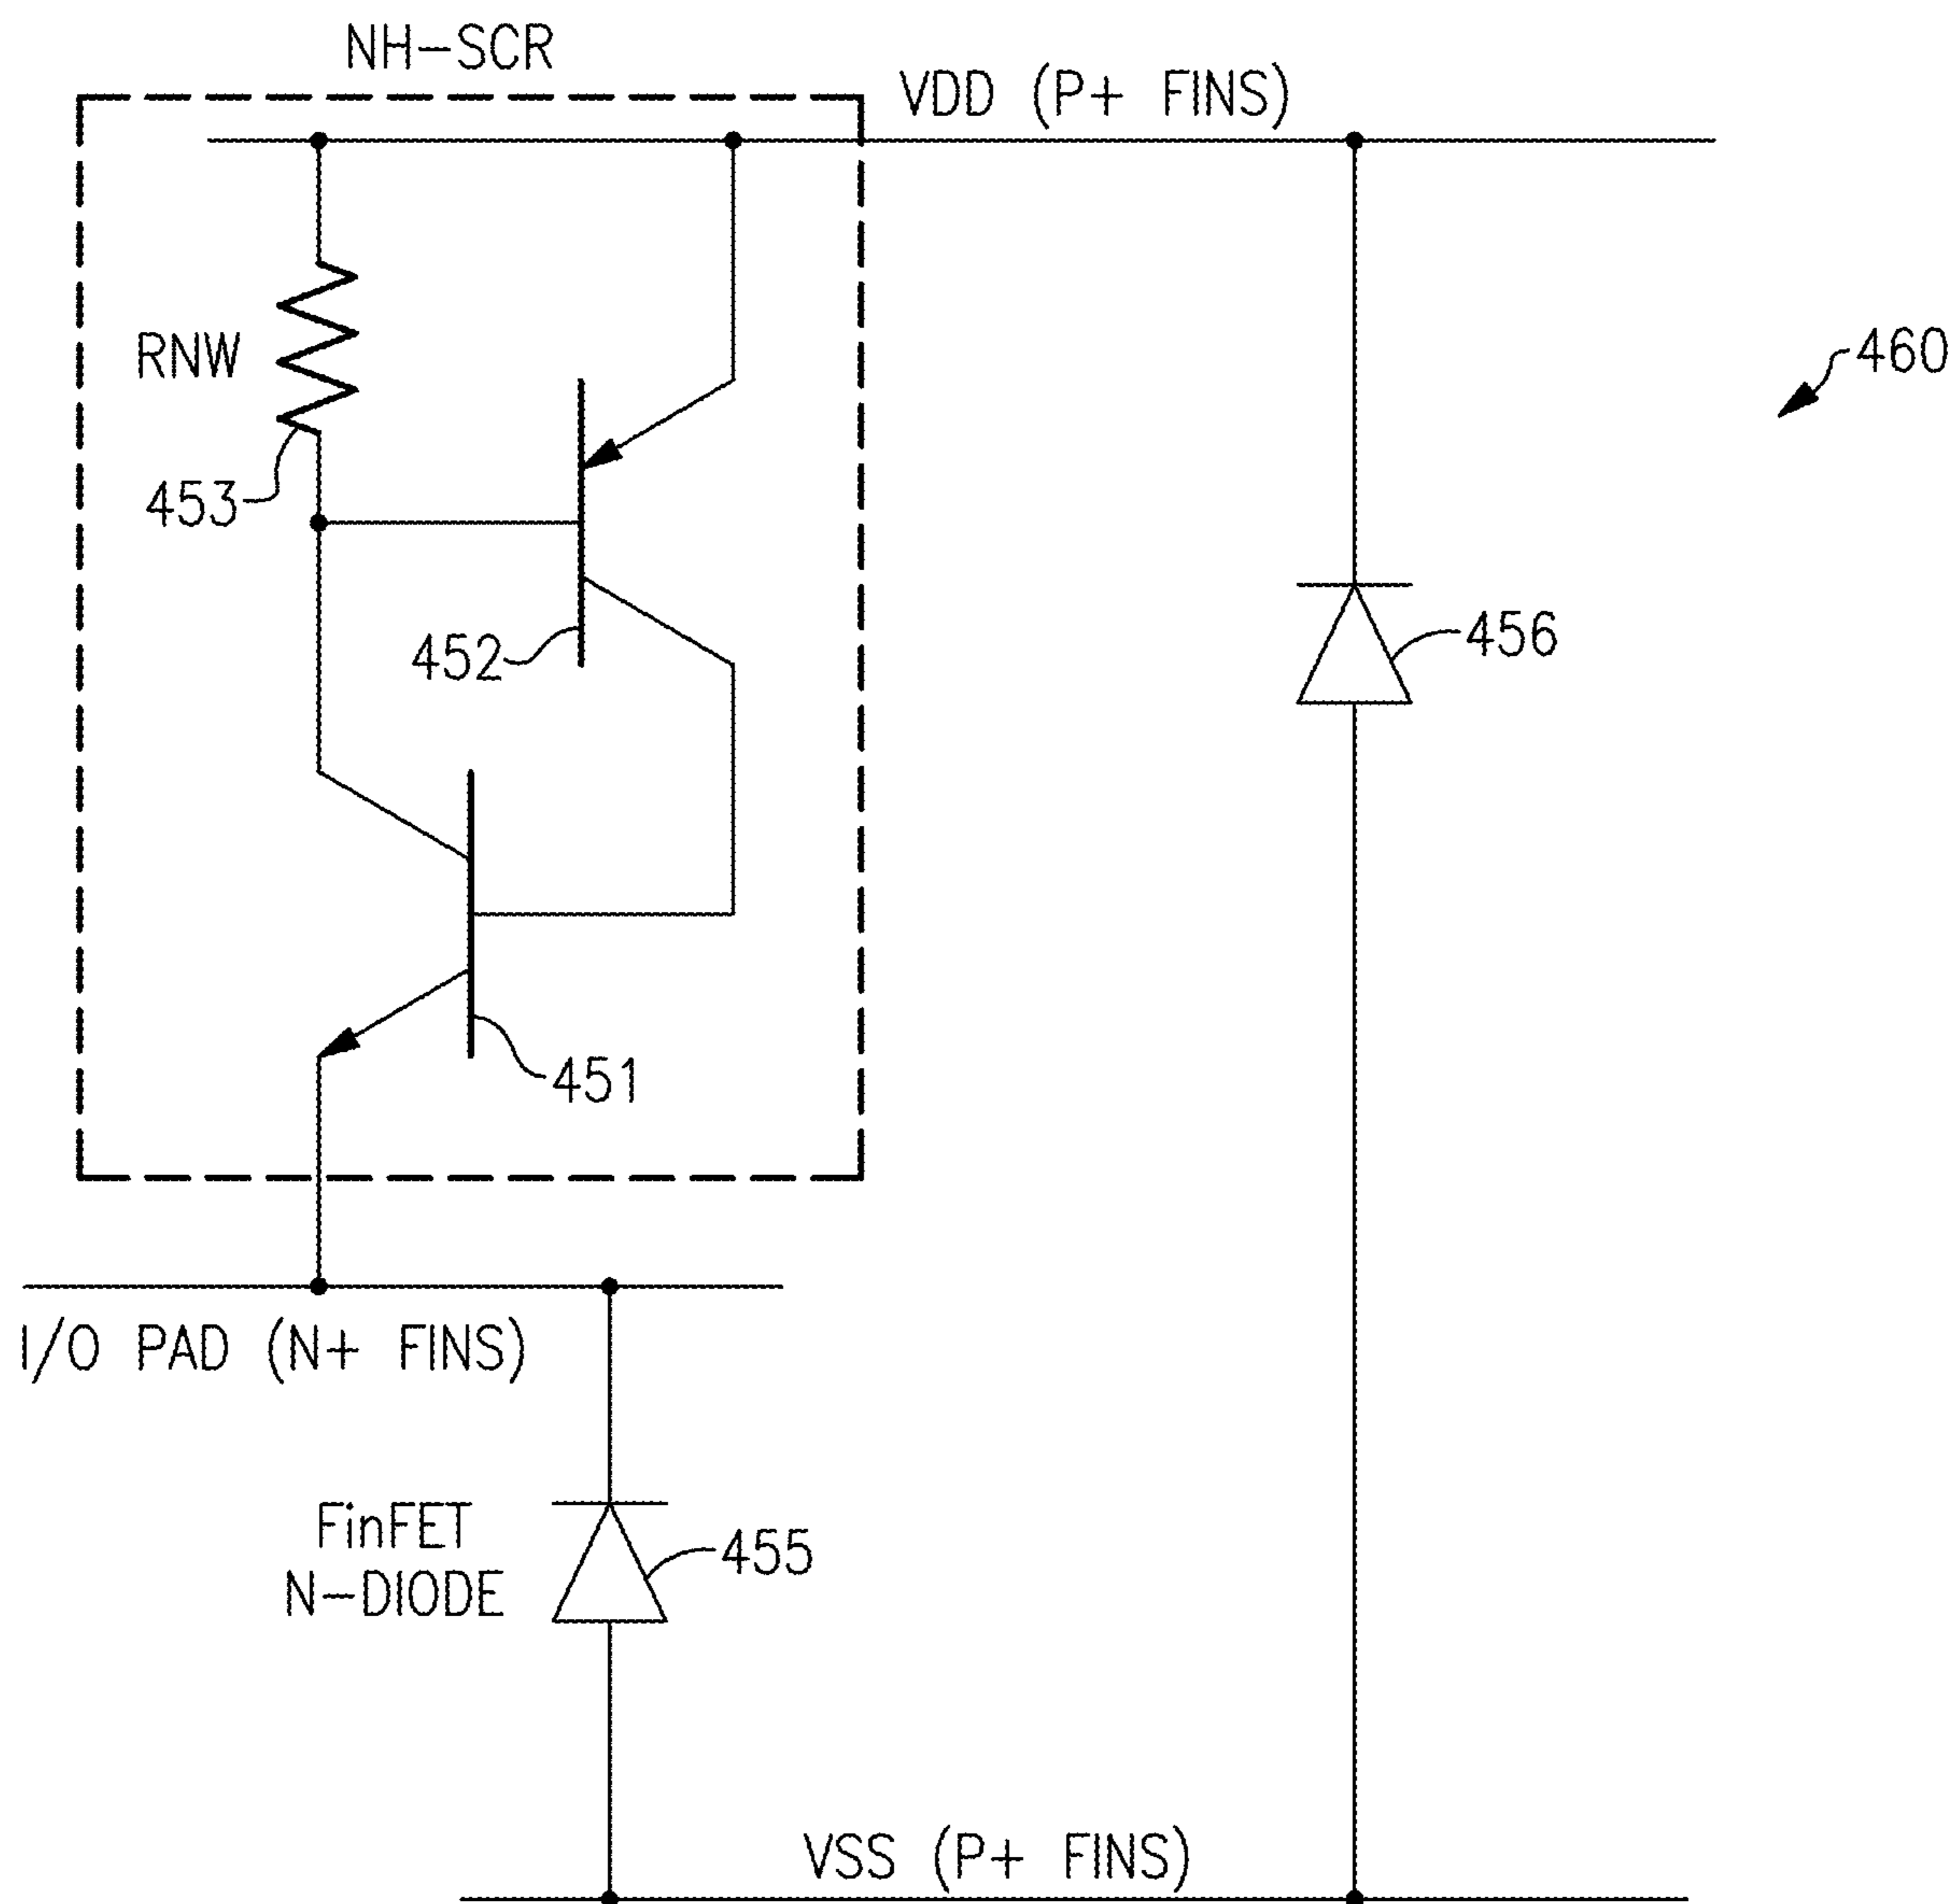 NH-SCR
VDD (P+ FINS)
RNW
460
453
452
456
451
I/O PAD (N+ FINS)
FinFET
N-DIODE
455
VSS (P+ FINS)